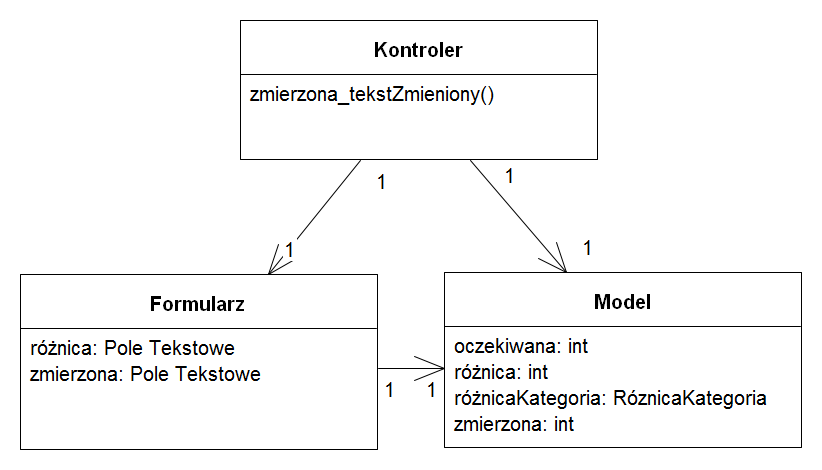 Kontroler
zmierzona_tekstZmieniony()
1
1
1
1
Formularz
różnica: Pole Tekstowe
zmierzona: Pole Tekstowe
1
1
Model
oczekiwana: int
różnica: int
różnicaKategoria: RóznicaKategoria
zmierzona: int